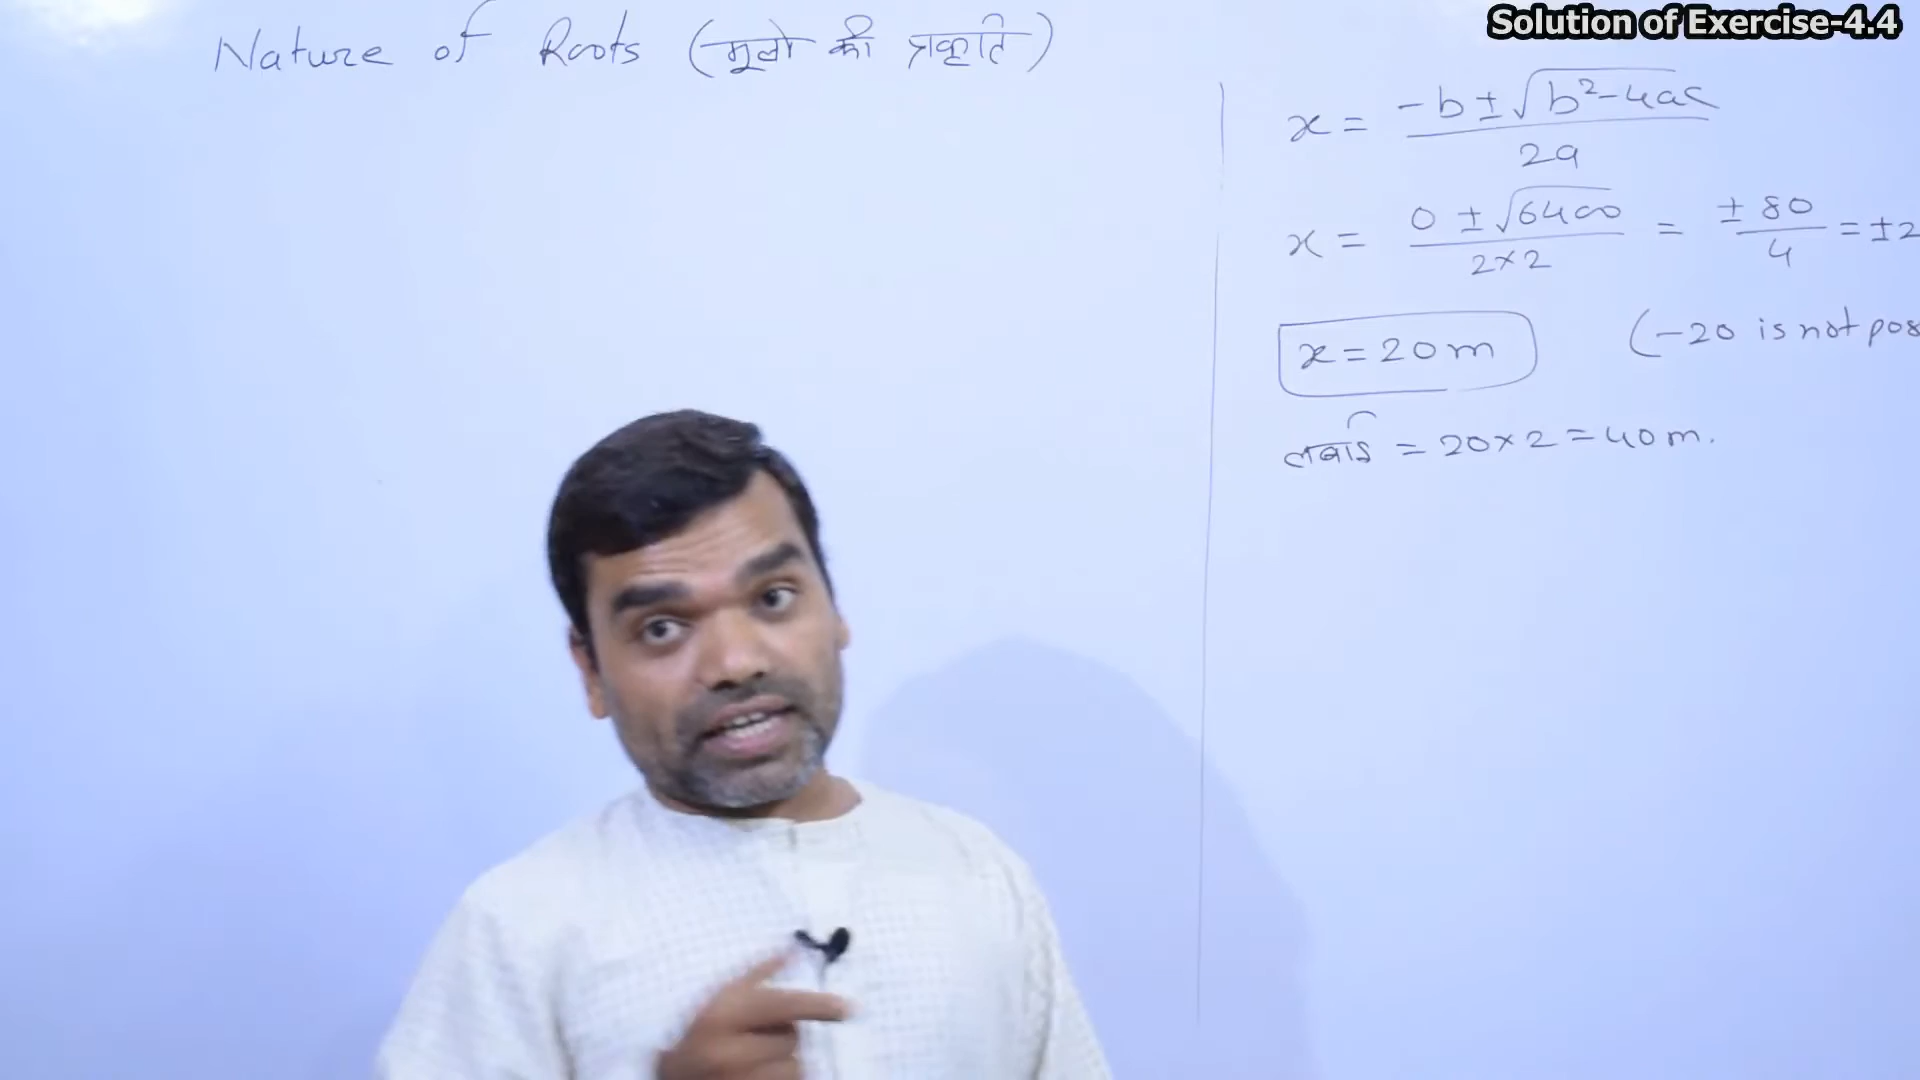 Solution of Exercise-4.4
Nature of Roots (मूलो की प्रकृति)
x = -b ± √b²-4ac / 2a
x = 0 ± √6400 / 2×2 = ± 80 / 4 = ±2
x = 20 m (-20 is not pos
लंबाई = 20 × 2 = 40 m.